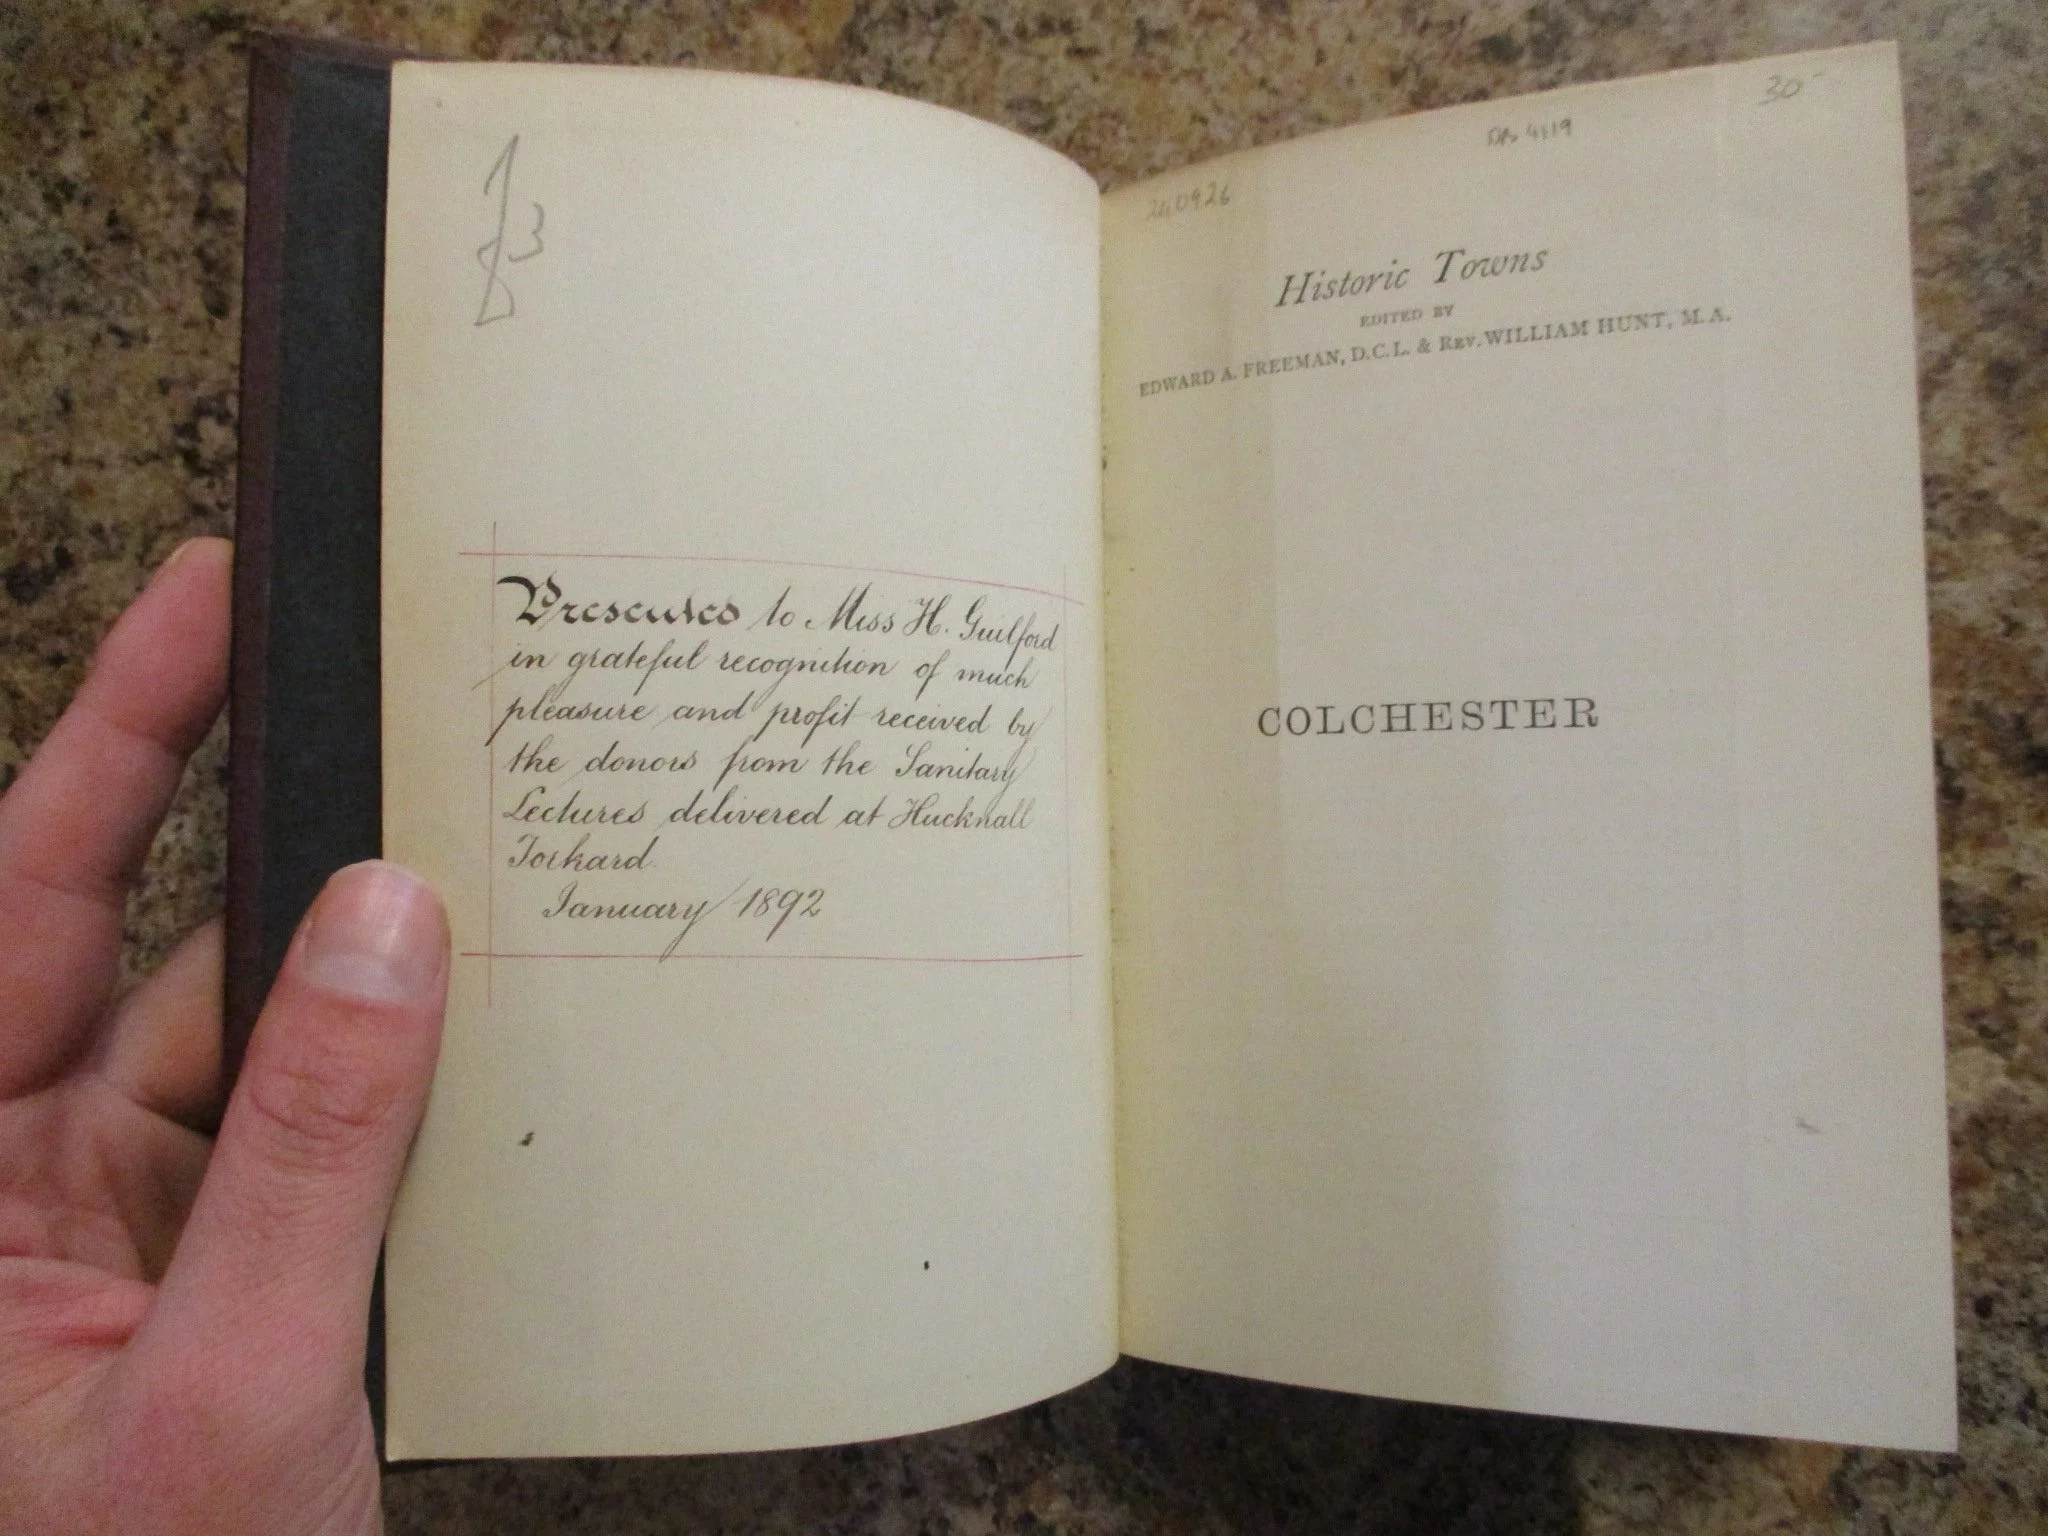 Presented to Miss H. Guilford
in grateful recognition of much
pleasure and profit received by
the donors from the Sanitary
Lectures delivered at Hucknall
Torkard
January 1892
30-
4119
240926
Historic Towns
EDITED BY
EDWARD A. FREEMAN, D.C.L. & REV. WILLIAM HUNT, M.A.
COLCHESTER